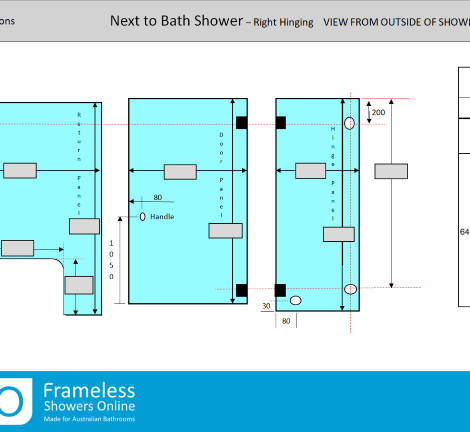 ons
Next to Bath Shower – Right Hinging VIEW FROM OUTSIDE OF SHOWE
Return Panel
Door Panel
Hinge Panel
200
80
Handle
1050
30
80
64
Frameless
Showers Online
Made for Australian Bathrooms